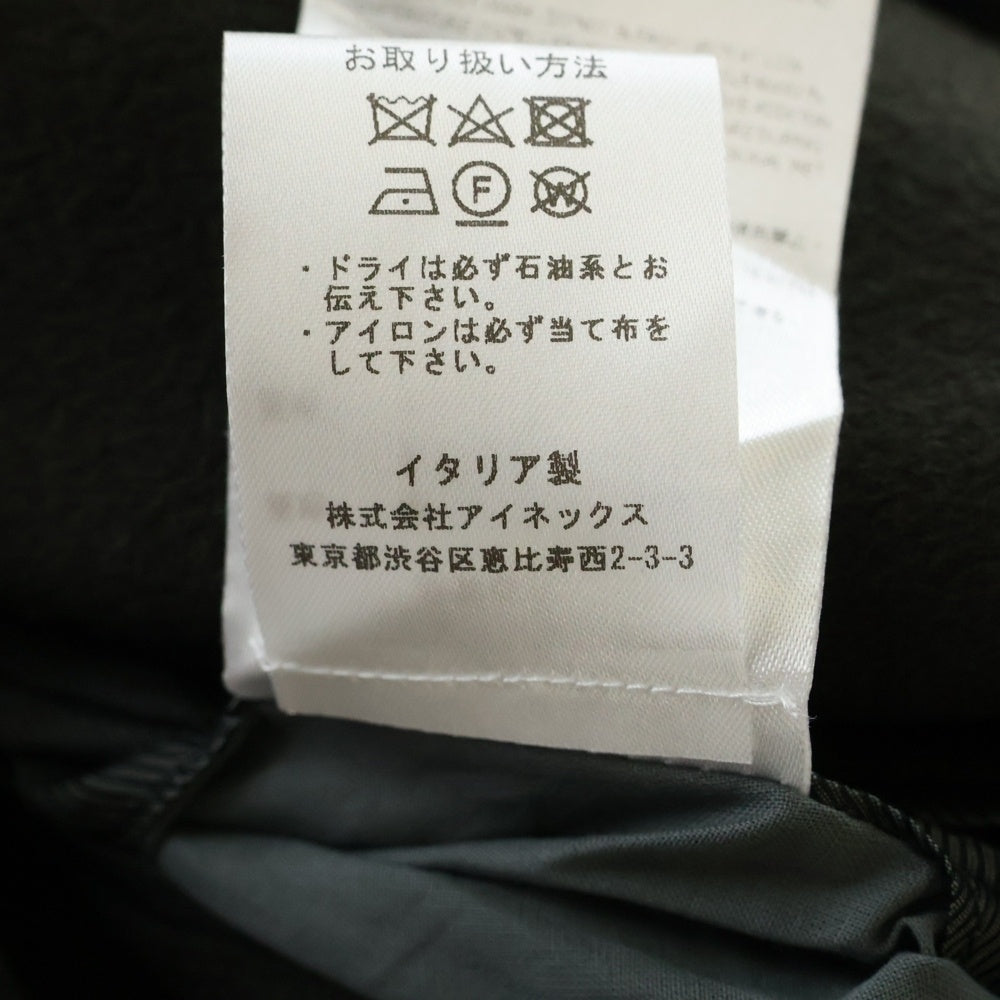 お取り扱い方法
F W
・ドライは必ず石油系とお
伝え下さい。
・アイロンは必ず当て布を
して下さい。
イタリア製
株式会社アイネックス
東京都渋谷区恵比寿西2-3-3